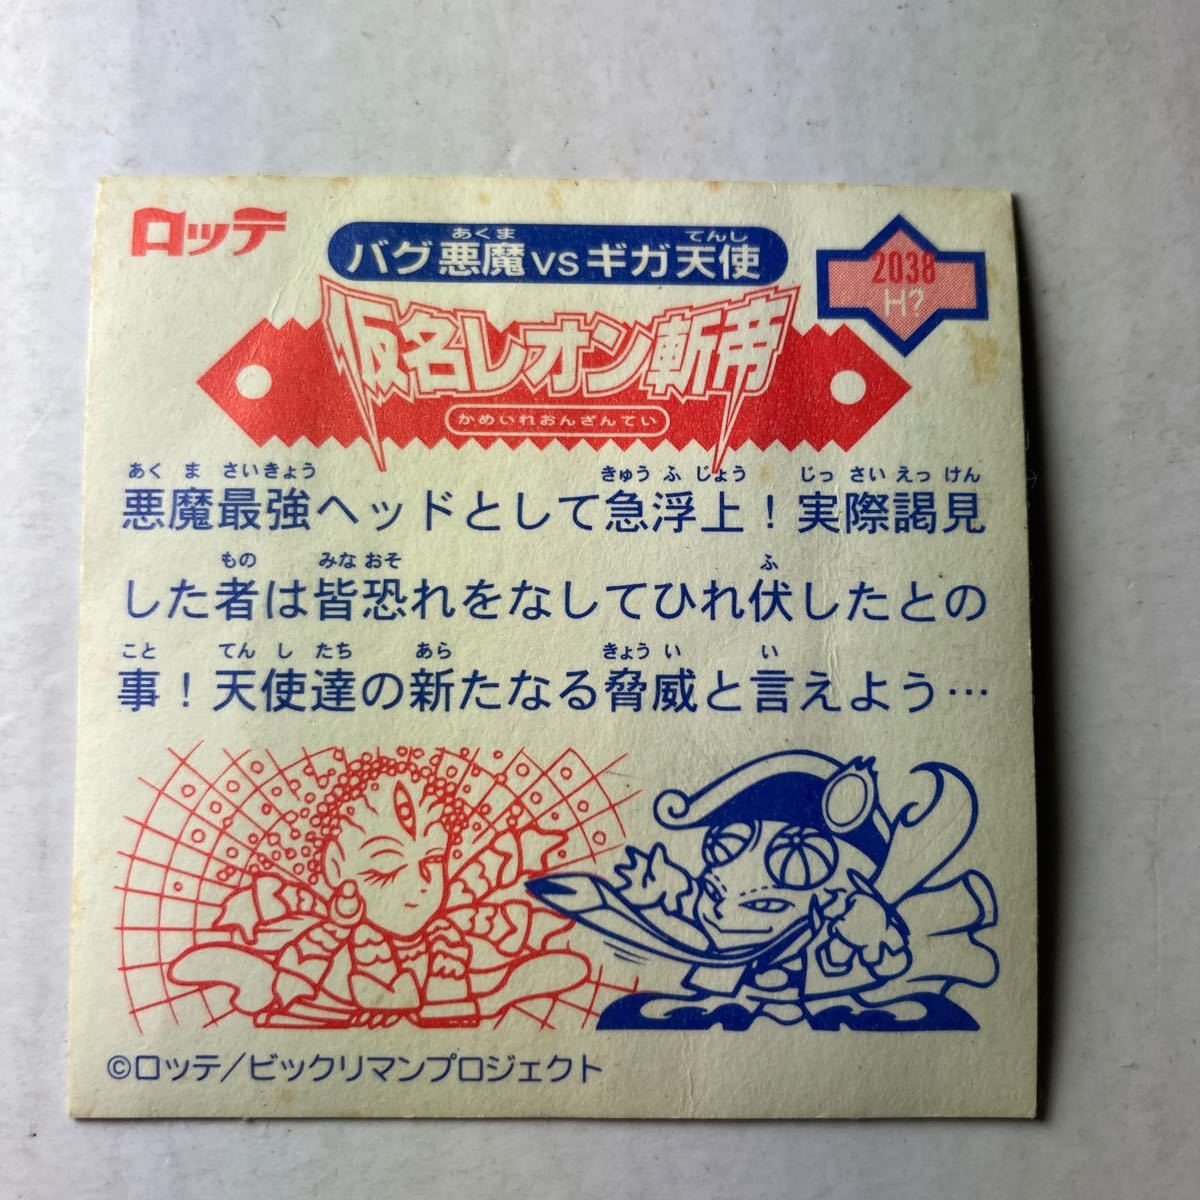 ロッテ
バグ悪魔vsギガ天使
あくま てんし
2038
H?
仮名レオン斬帝
かめいれおんざんてい
あくまさいきょう きゅうふじょう じっさいえっけん
悪魔最強ヘッドとして急浮上！実際謁見
もの みなおそ ふ
した者は皆恐れをなしてひれ伏したとの
こと てんしたち あら きょうい い
事！天使達の新たなる脅威と言えよう…
©ロッテ/ビックリマンプロジェクト